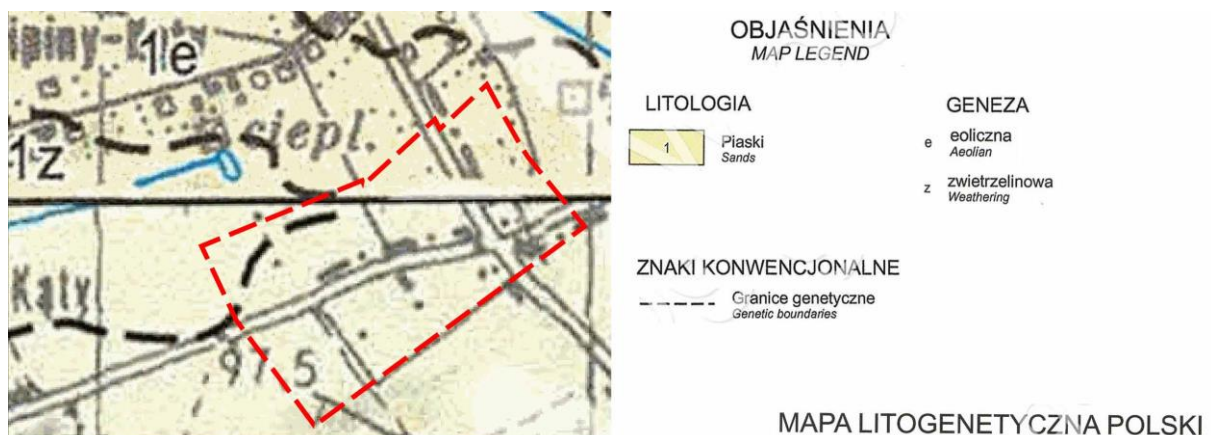 1e
siepl.
1z
Kąty
97 5
OBJAŚNIENIA
MAP LEGEND
LITOLOGIA
1
Piaski
Sands
GENEZA
e
eoliczna
Aeolian
z
zwietrzelinowa
Weathering
ZNAKI KONWENCJONALNE
Granice genetyczne
Genetic boundaries
MAPA LITOGENETYCZNA POLSKI